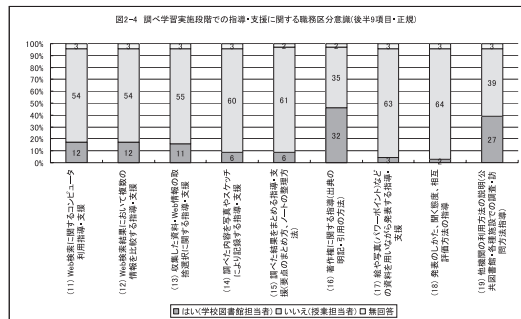 図2-4 調べ学習実施段階での指導・支援に関する職務区分意識(後半9項目・正規)
100%
90%
80%
70%
60%
50%
40%
30%
20%
10%
0%
3 3 3 3 2 2 3 3 3
54 54 55 60 61 35 63 64 39
12 12 11 6 6 32 3 2 27
(11) Web検索に関するコンピュータ
利用指導・支援
(12) Web検索結果において複数の
情報を比較する指導・支援
(13) 収集した資料・Web情報の取
捨選択に関する指導・支援
(14) 調べた内容を写真やスケッチ
により記録する指導・支援
(15) 調べた結果をまとめる指導・支
援(要点のまとめ方、ノートの整理方
法)
(16) 著作権に関する指導(出典の
明記・引用の方法)
(17) 絵や写真(パワーポイント)など
の資料を用いながら発表する指導・
支援
(18) 発表のしかた、聞く態度、相互
評価方法の指導
(19) 他機関の利用方法の説明(公
共図書館・各種施設での調査・訪
問方法指導)
はい(学校図書館担当者) いいえ(授業担当者) 無回答